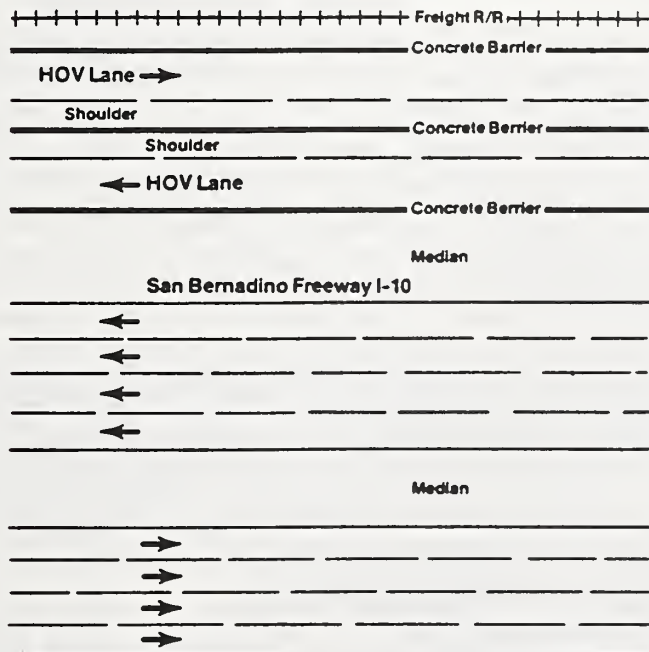 Freight R/R
Concrete Barrier
HOV Lane
Shoulder
Concrete Berrier
Shoulder
HOV Lane
Concrete Berrier
Median
San Bernadino Freeway I-10
Median